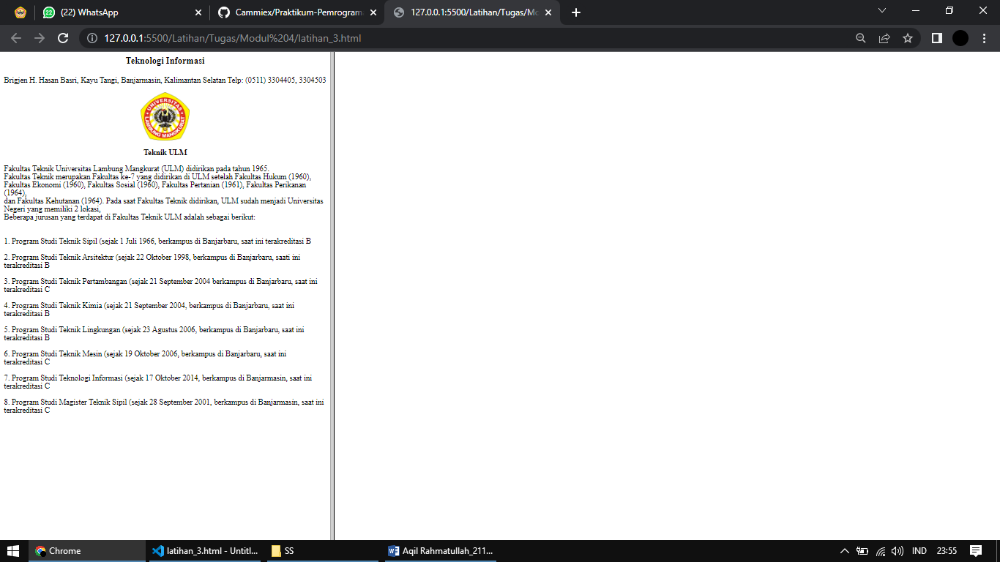 (22) WhatsApp
Cammiex/Praktikum-Pemrogram
127.0.0.1:5500/Latihan/Tugas/Mo
127.0.0.1:5500/Latihan/Tugas/Modul%204/latihan_3.html
Teknologi Informasi
Brigjen H. Hasan Basri, Kayu Tangi, Banjarmasin, Kalimantan Selatan Telp: (0511) 3304405, 3304503
UNIVERSITAS
LAMBUNG MANGKURAT
Teknik ULM
Fakultas Teknik Universitas Lambung Mangkurat (ULM) didirikan pada tahun 1965.
Fakultas Teknik merupakan Fakultas ke-7 yang didirikan di ULM setelah Fakultas Hukum (1960),
Fakultas Ekonomi (1960), Fakultas Sosial (1960), Fakultas Pertanian (1961), Fakultas Perikanan
(1964),
dan Fakultas Kehutanan (1964). Pada saat Fakultas Teknik didirikan, ULM sudah menjadi Universitas
Negeri yang memiliki 2 lokasi,
Beberapa jurusan yang terdapat di Fakultas Teknik ULM adalah sebagai berikut:
1. Program Studi Teknik Sipil (sejak 1 Juli 1966, berkampus di Banjarbaru, saat ini terakreditasi B
2. Program Studi Teknik Arsitektur (sejak 22 Oktober 1998, berkampus di Banjarbaru, saati ini
terakreditasi B
3. Program Studi Teknik Pertambangan (sejak 21 September 2004 berkampus di Banjarbaru, saat ini
terakreditasi C
4. Program Studi Teknik Kimia (sejak 21 September 2004, berkampus di Banjarbaru, saat ini
terakreditasi B
5. Program Studi Teknik Lingkungan (sejak 23 Agustus 2006, berkampus di Banjarbaru, saat ini
terakreditasi B
6. Program Studi Teknik Mesin (sejak 19 Oktober 2006, berkampus di Banjarbaru, saat ini
terakreditasi C
7. Program Studi Teknologi Informasi (sejak 17 Oktober 2014, berkampus di Banjarmasin, saat ini
terakreditasi C
8. Program Studi Magister Teknik Sipil (sejak 28 September 2001, berkampus di Banjarmasin, saat ini
terakreditasi C
Chrome
latihan_3.html - Untitl...
SS
Aqil Rahmatullah_211...
IND
23:55